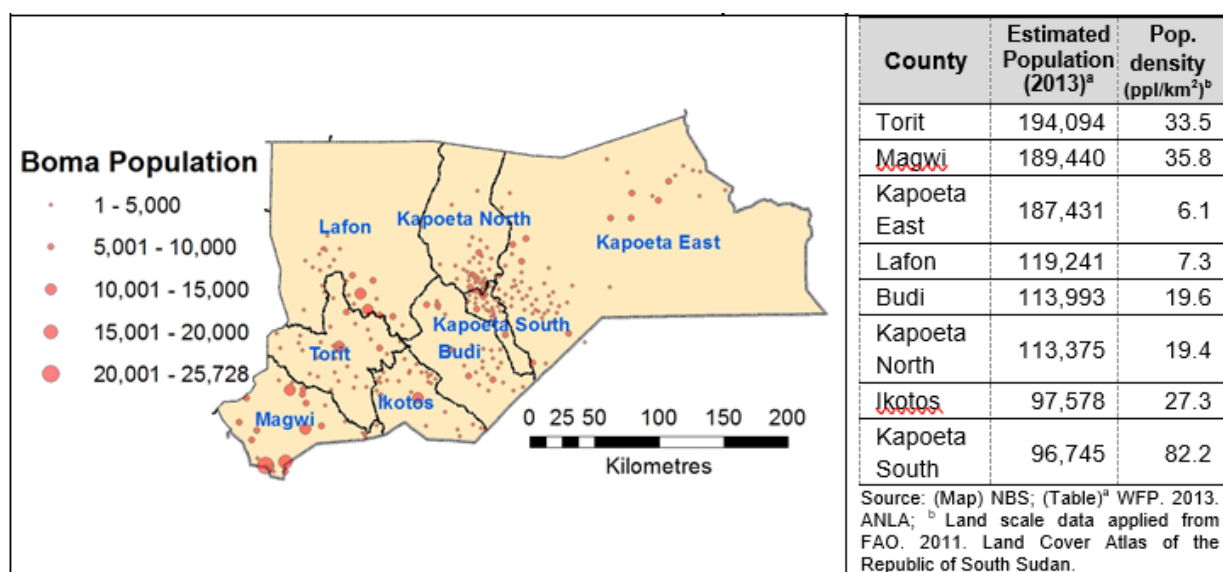 Boma Population
1 - 5,000
5,001 - 10,000
10,001 - 15,000
15,001 - 20,000
20,001 - 25,728
Lafon
Kapoeta North
Kapoeta East
Kapoeta South
Torit
Budi
Ikotos
Magwi
0 25 50 100 150 200
Kilometres
County Estimated Population (2013)a Pop. density (ppl/km2)b
Torit 194,094 33.5
Magwi 189,440 35.8
Kapoeta East 187,431 6.1
Lafon 119,241 7.3
Budi 113,993 19.6
Kapoeta North 113,375 19.4
Ikotos 97,578 27.3
Kapoeta South 96,745 82.2
Source: (Map) NBS; (Table)a WFP. 2013.
ANLA; b Land scale data applied from
FAO. 2011. Land Cover Atlas of the
Republic of South Sudan.